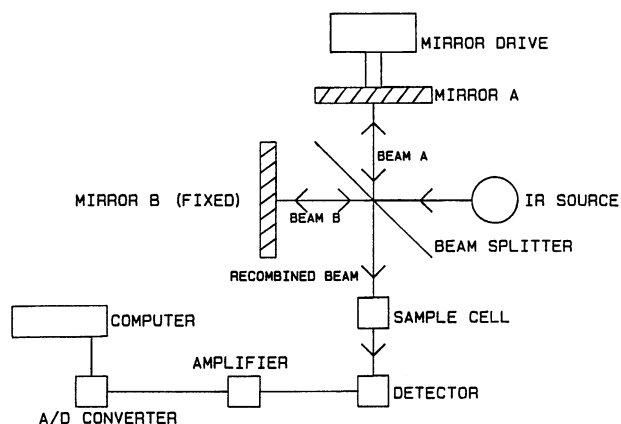 MIRROR DRIVE
MIRROR A
BEAM A
MIRROR B (FIXED)
BEAM B
IR SOURCE
BEAM SPLITTER
RECOMBINED BEAM
SAMPLE CELL
COMPUTER
AMPLIFIER
DETECTOR
A/D CONVERTER